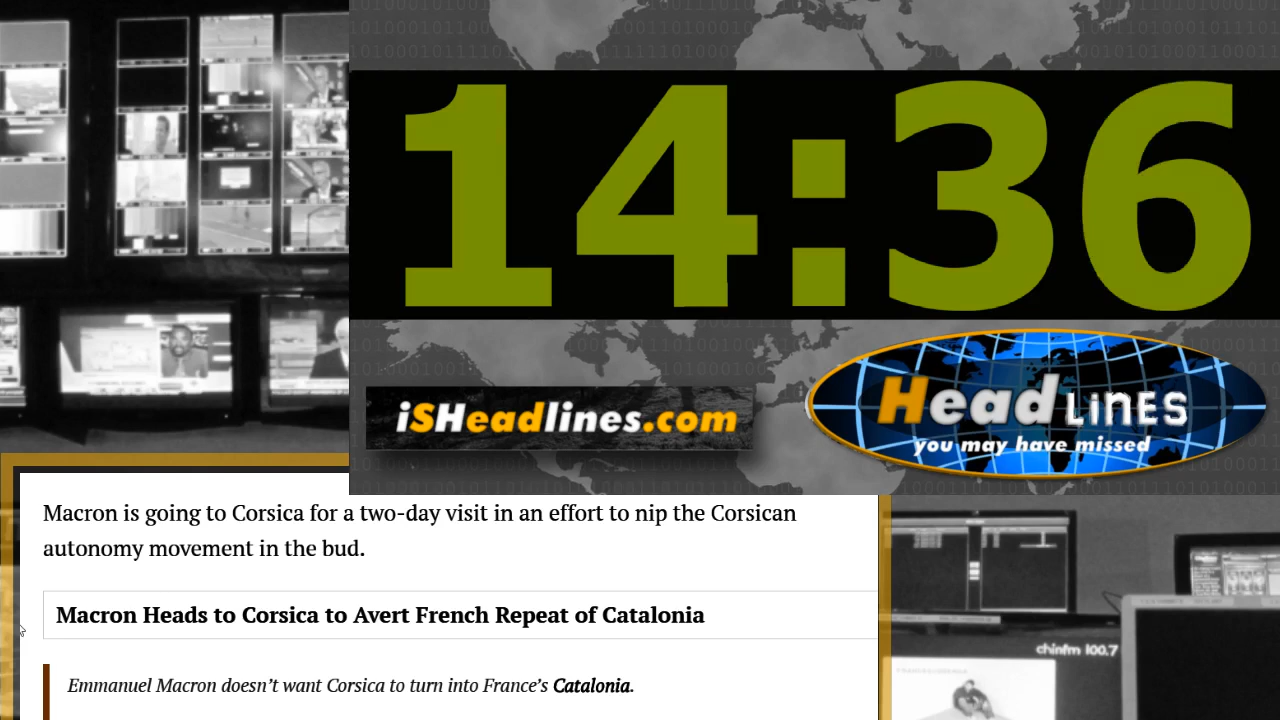 14:36
iSHeadlines.com
HeadLINES
you may have missed
Macron is going to Corsica for a two-day visit in an effort to nip the Corsican
autonomy movement in the bud.
Macron Heads to Corsica to Avert French Repeat of Catalonia
Emmanuel Macron doesn't want Corsica to turn into France's Catalonia.
chinfm 100.7